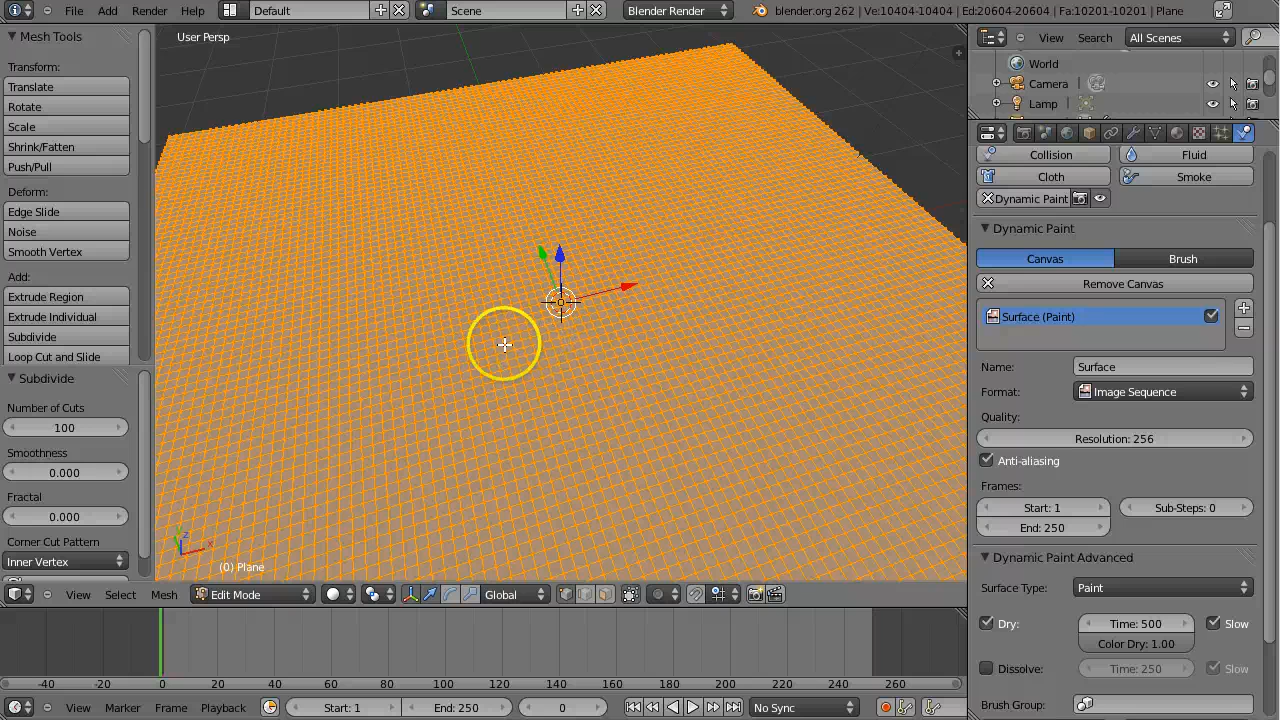 File Add Render Help Default Scene Blender Render blender.org 262 | Ve:10404-10404 | Ed:20604-20604 | Fa:10201-10201 | Plane
Mesh Tools
Transform:
Translate
Rotate
Scale
Shrink/Fatten
Push/Pull
Deform:
Edge Slide
Noise
Smooth Vertex
Add:
Extrude Region
Extrude Individual
Subdivide
Loop Cut and Slide
Subdivide
Number of Cuts
100
Smoothness
0.000
Fractal
0.000
Corner Cut Pattern
Inner Vertex
User Persp
(0) Plane
View Select Mesh Edit Mode Global
-40 -20 0 20 40 60 80 100 120 140 160 180 200 220 240 260
View Marker Frame Playback Start: 1 End: 250 0 No Sync
View Search All Scenes
World
Camera
Lamp
Collision Fluid
Cloth Smoke
Dynamic Paint
Dynamic Paint
Canvas Brush
Remove Canvas
Surface (Paint)
Name: Surface
Format: Image Sequence
Quality:
Resolution: 256
Anti-aliasing
Frames:
Start: 1 Sub-Steps: 0
End: 250
Dynamic Paint Advanced
Surface Type: Paint
Dry: Time: 500 Slow
Color Dry: 1.00
Dissolve: Time: 250 Slow
Brush Group: